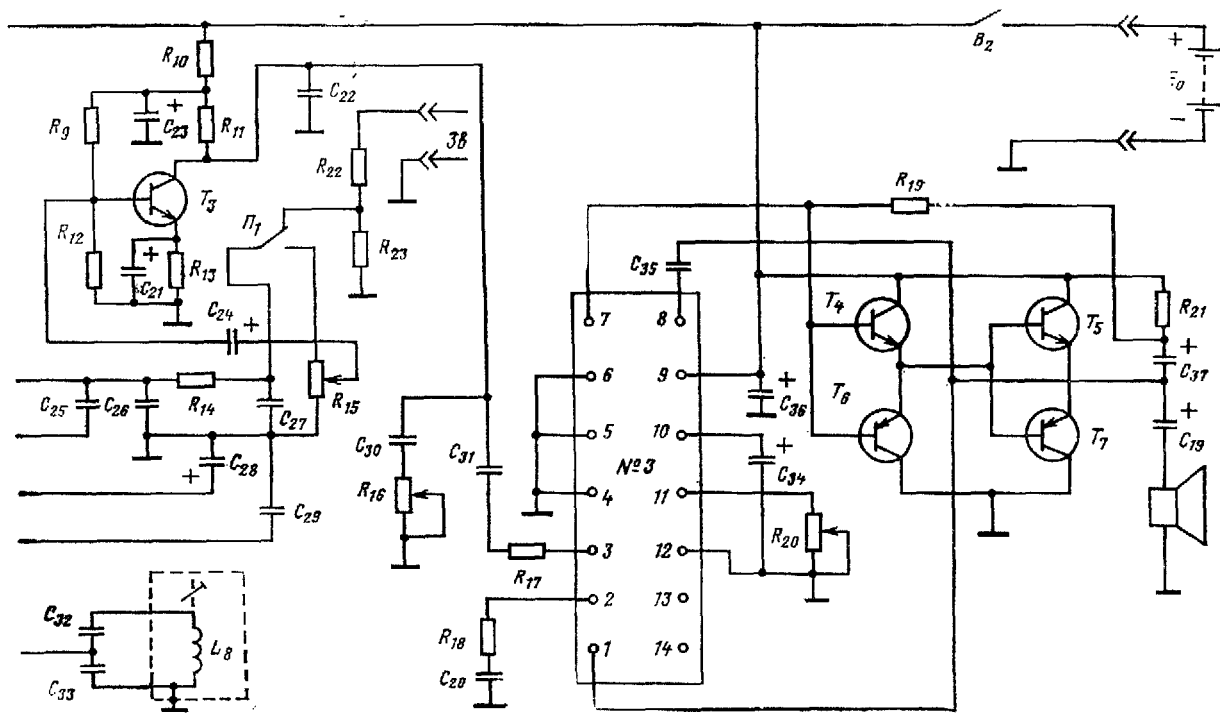 B₂
+
E₀
−
R₁₀
C₂₂
R₉
+
C₂₃
R₁₁
Зв
R₂₂
T₃
П₁
R₁₉
R₁₂
+
C₂₁
R₁₃
R₂₃
C₃₅
C₂₄
+
T₄
T₅
R₂₁
7
8
+
C₃₇
6
9
+
C₃₆
C₂₅
C₂₆
R₁₄
C₂₇
R₁₅
T₆
T₇
+
C₁₉
5
10
+
C₃₀
C₃₁
№3
C₃₄
+
C₂₈
R₁₆
4
11
C₂₉
R₂₀
R₁₇
3
12
2
13
C₃₂
L₈
R₁₈
1
14
C₃₃
C₂₀